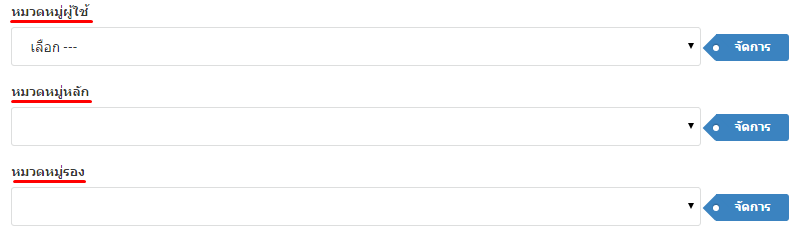 หมวดหมู่ผู้ใช้
เลือก ---
จัดการ
หมวดหมู่หลัก
จัดการ
หมวดหมู่รอง
จัดการ